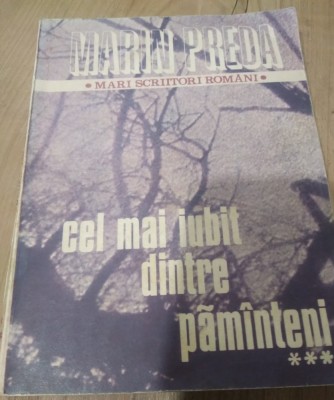 MARIN PREDA
* MARI SCRIITORI ROMÂNI *
cel mai iubit
dintre
pămînteni
***